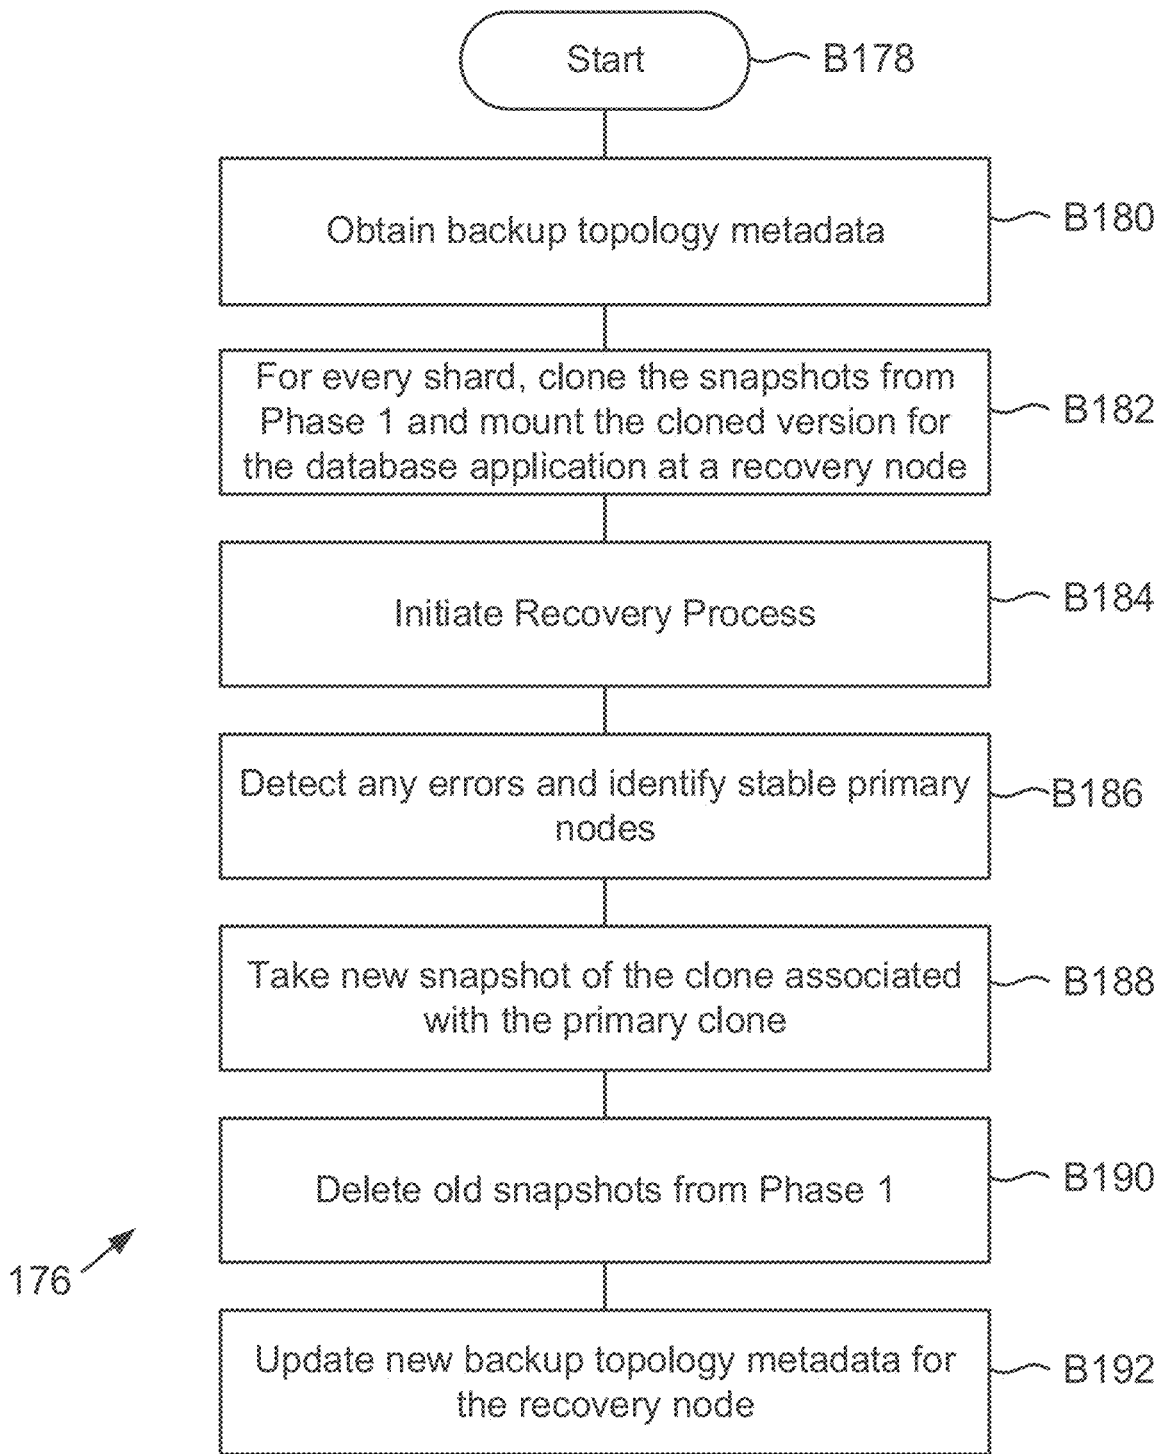 Start
B178
Obtain backup topology metadata
B180
For every shard, clone the snapshots from
Phase 1 and mount the cloned version for
the database application at a recovery node
B182
Initiate Recovery Process
B184
Detect any errors and identify stable primary
nodes
B186
Take new snapshot of the clone associated
with the primary clone
B188
Delete old snapshots from Phase 1
B190
176
Update new backup topology metadata for
the recovery node
B192